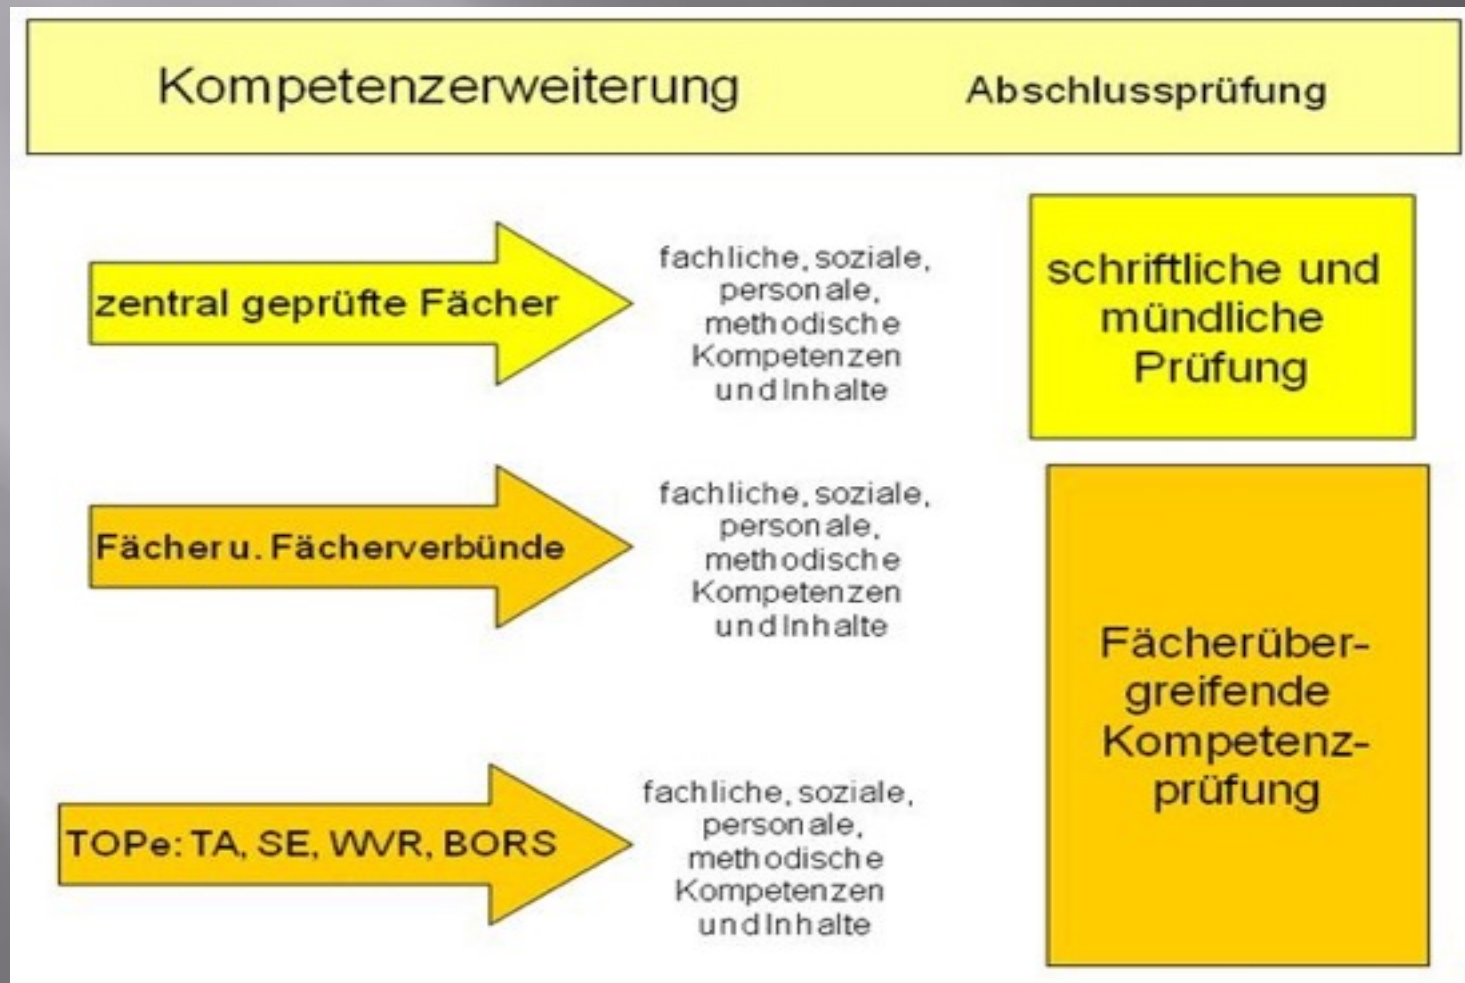 Kompetenzerweiterung
Abschlussprüfung
zentral geprüfte Fächer
fachliche, soziale,
personale,
methodische
Kompetenzen
und Inhalte
schriftliche und
mündliche
Prüfung
Fächer u. Fächerverbünde
fachliche, soziale,
personale,
methodische
Kompetenzen
und Inhalte
Fächerüber-
greifende
Kompetenz-
prüfung
TOPe: TA, SE, WVR, BORS
fachliche, soziale,
personale,
methodische
Kompetenzen
und Inhalte